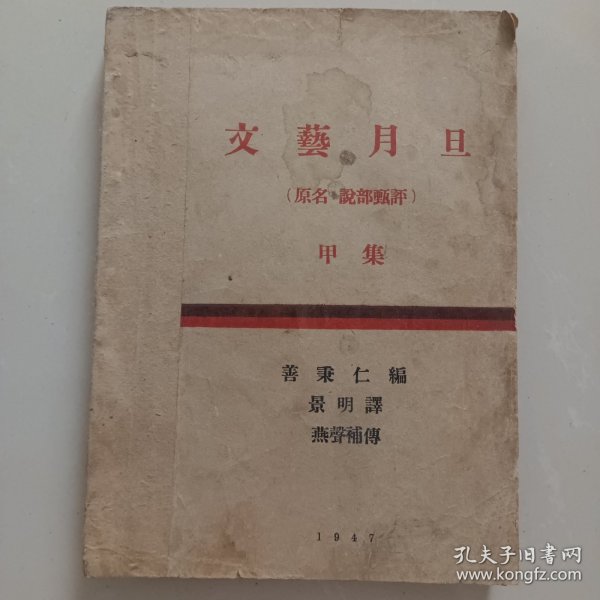 文藝月旦
(原名·說部甄評)
甲集
善秉仁編
景明譯
燕聲補傳
1947
孔夫子旧书网
www.kongfz.com